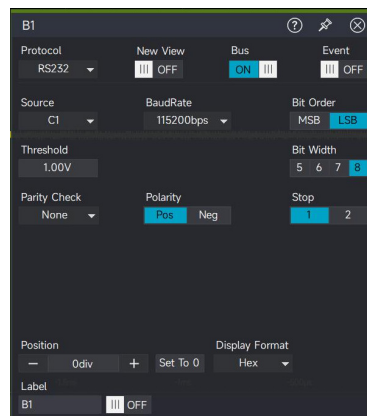 B1
Protocol New View Bus Event
RS232 OFF ON OFF
Source BaudRate Bit Order
C1 115200bps MSB LSB
Threshold Bit Width
1.00V 5 6 7 8
Parity Check Polarity Stop
None Pos Neg 1 2
Position Display Format
− 0div + Set To 0 Hex
Label
B1 OFF